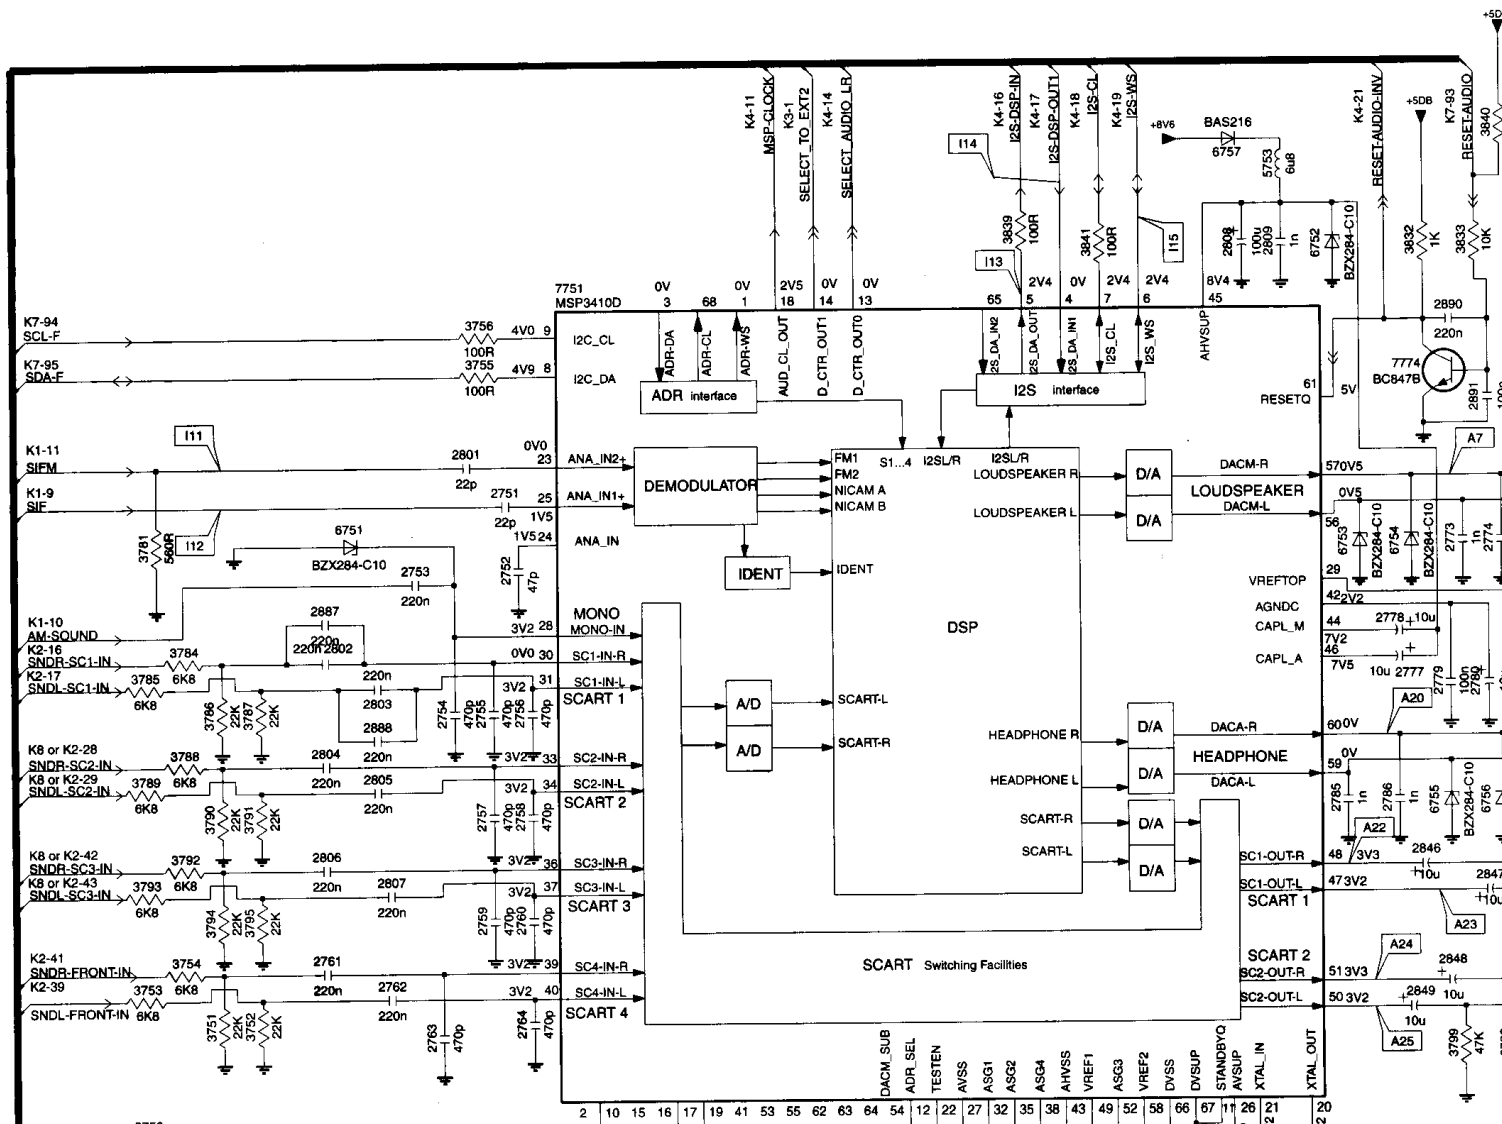 +5D
K4-11
MSP-CLOCK
K3-1
SELECT_TO_EXT2
K4-14
SELECT_AUDIO_LR
K4-16
I2S-DSP-IN
K4-17
I2S-DSP-OUT1
K4-18
I2S-CL
K4-19
I2S-WS
+8V6
BAS216
6757
5753
6u8
K4-21
RESET-AUDIO-INV
+5DB
K7-93
RESET-AUDIO
3840
I14
I15
I13
3839
100R
3841
100R
2808
100u
2809
1n
6752
BZX284-C10
3832
1K
3833
10K
7751
MSP3410D
0V
3
68
0V
1
2V5
18
0V
14
0V
13
65
5
2V4
4
0V
7
2V4
6
2V4
8V4
45
K7-94
SCL-F
3756
100R
4V0
9
I2C_CL
K7-95
SDA-F
3755
100R
4V9
8
I2C_DA
ADR-DA
ADR-CL
ADR-WS
AUD_CL_OUT
D_CTR_OUT1
D_CTR_OUT0
I2S_DA_IN2
I2S_DA_OUT
I2S_DA_IN1
I2S_CL
I2S_WS
AHVSUP
ADR interface
I2S interface
2890
220n
7774
BC847B
2891
61
5V
RESETQ
K1-11
SIFM
I11
2801
22p
0V0
23
ANA_IN2+
K1-9
SIF
I12
2751
22p
25
1V5
ANA_IN1+
DEMODULATOR
FM1
FM2
NICAM A
NICAM B
S1...4
I2SL/R
I2SL/R
LOUDSPEAKER R
LOUDSPEAKER L
D/A
D/A
DACM-R
LOUDSPEAKER
DACM-L
57
0V5
A7
0V5
56
3781
560R
6751
BZX284-C10
1V5
24
ANA_IN
2752
47p
2753
220n
IDENT
IDENT
6753
BZX284-C10
6754
BZX284-C10
2773
1n
2774
VREFTOP
29
AGNDC
42
2V2
CAPL_M
44
7V2
2778
10u
CAPL_A
46
7V5
10u
2777
DSP
K1-10
AM-SOUND
2887
220n
MONO
3V2
28
MONO-IN
K2-16
SNDR-SC1-IN
3784
6K8
220n
2802
0V0
30
SC1-IN-R
K2-17
SNDL-SC1-IN
3785
6K8
220n
2803
3V2
31
SC1-IN-L
SCART 1
3786
22K
3787
22K
2888
220n
2754
470p
2755
470p
2756
470p
A/D
A/D
SCART-L
SCART-R
2779
100n
2780
A20
K8 or K2-28
SNDR-SC2-IN
3788
6K8
2804
220n
3V2
33
SC2-IN-R
K8 or K2-29
SNDL-SC2-IN
3789
6K8
2805
220n
3V2
34
SC2-IN-L
SCART 2
3790
22K
3791
22K
2757
470p
2758
470p
HEADPHONE R
HEADPHONE L
D/A
D/A
DACA-R
HEADPHONE
DACA-L
60
0V
0V
59
2785
1n
2786
1n
6755
BZX284-C10
6756
SCART-R
SCART-L
D/A
D/A
A22
K8 or K2-42
SNDR-SC3-IN
3792
6K8
2806
220n
3V2
36
SC3-IN-R
K8 or K2-43
SNDL-SC3-IN
3793
6K8
2807
220n
3V2
37
SC3-IN-L
SCART 3
3794
22K
3795
22K
2759
470p
2760
470p
SC1-OUT-R
48
3V3
2846
10u
SC1-OUT-L
47
3V2
2847
10u
SCART 1
A23
K2-41
SNDR-FRONT-IN
3754
6K8
2761
220n
3V2
39
SC4-IN-R
K2-39
SNDL-FRONT-IN
3753
6K8
2762
220n
3V2
40
SC4-IN-L
SCART 4
3751
22K
3752
22K
2763
470p
2764
470p
SCART Switching Facilities
SCART 2
SC2-OUT-R
51
3V3
A24
2848
10u
SC2-OUT-L
50
3V2
2849
10u
A25
3799
47K
DACM_SUB
ADR_SEL
TESTEN
AVSS
ASG1
ASG2
ASG4
AHVSS
VREF1
ASG3
VREF2
DVSS
DVSUP
STANDBYQ
AVSUP
XTAL_IN
XTAL_OUT
2 10 15 16 17 19 41 53 55 62 63 64 54 12 22 27 32 35 38 43 49 52 58 66 67 11 26 21 20